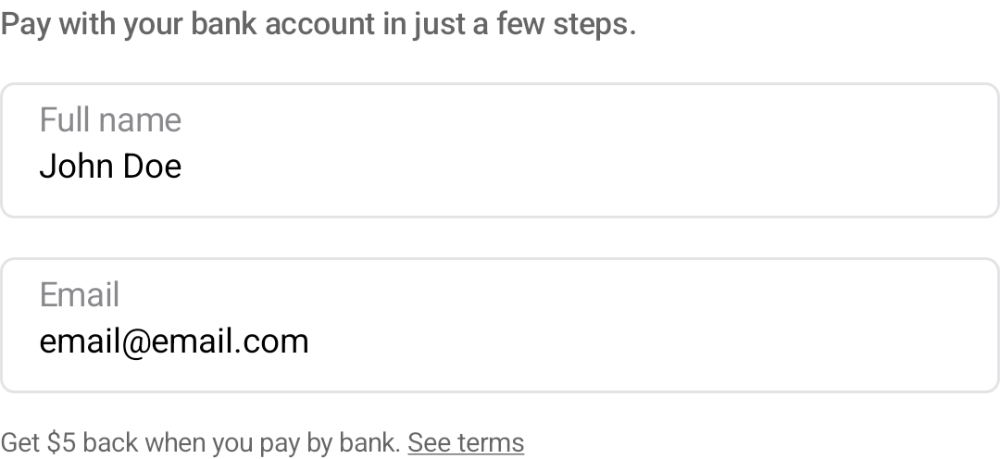 Pay with your bank account in just a few steps.
Full name
John Doe
Email
email@email.com
Get $5 back when you pay by bank. See terms